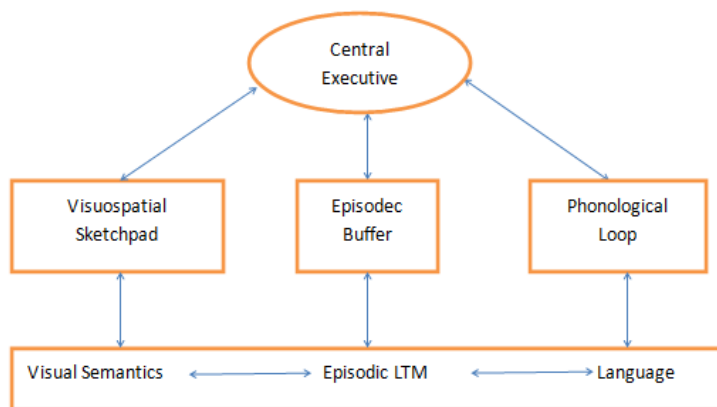 Central
Executive
Visuospatial
Sketchpad
Episodec
Buffer
Phonological
Loop
Visual Semantics
Episodic LTM
Language